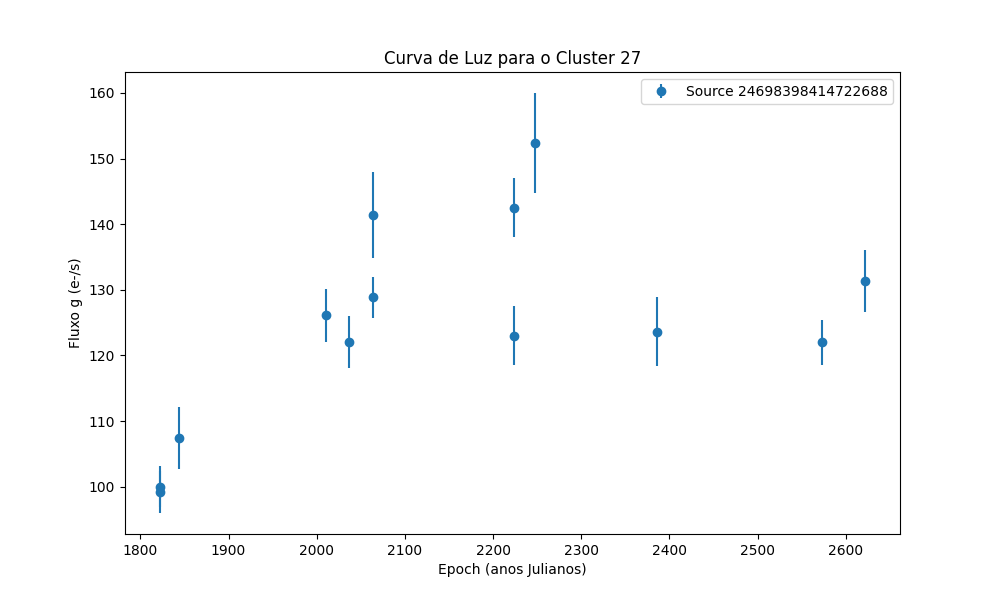 Curva de Luz para o Cluster 27
Source 24698398414722688
160
150
140
130
120
110
100
Fluxo g (e-/s)
1800 1900 2000 2100 2200 2300 2400 2500 2600
Epoch (anos Julianos)